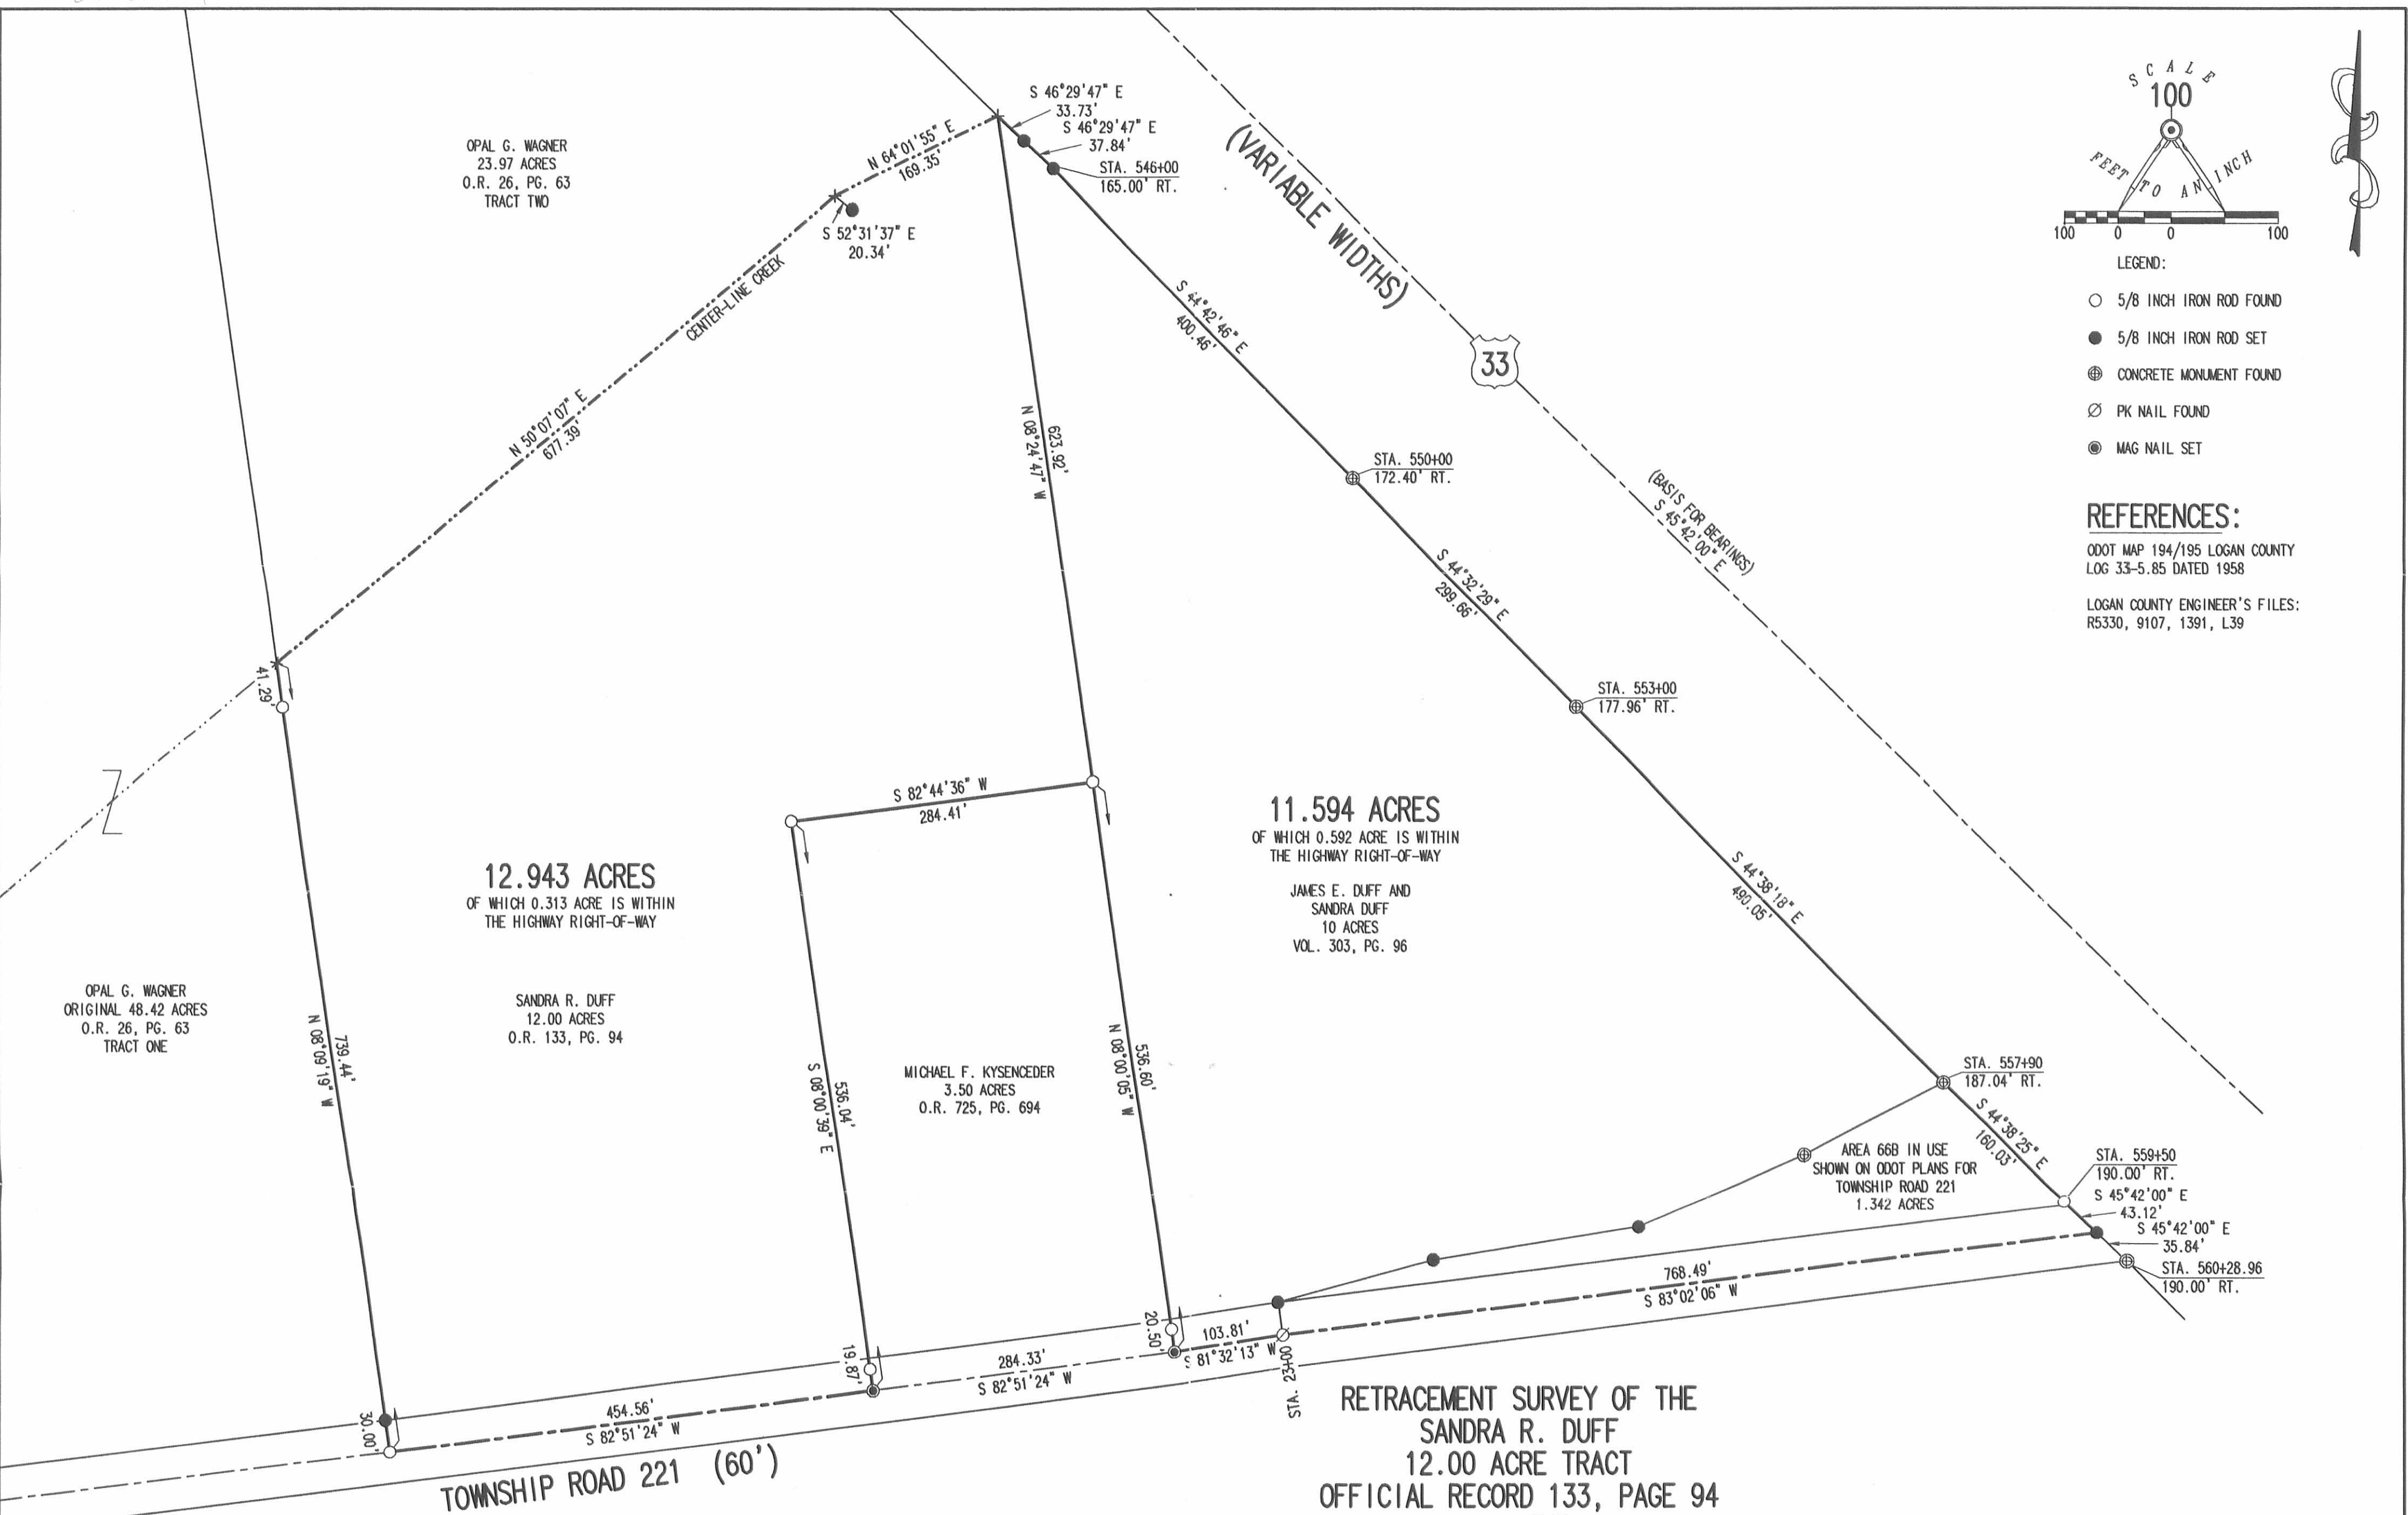 OPAL G. WAGNER
23.97 ACRES
O.R. 26, PG. 63
TRACT TWO
N 64°01'55" E
169.35'
S 46°29'47" E
33.73'
S 46°29'47" E
37.84'
STA. 546+00
165.00' RT.
S 52°31'37" E
20.34'
CENTER-LINE CREEK
N 50°07'07" E
677.39'
(VARIABLE WIDTHS)
33
S 44°42'46" E
400.46'
623.92'
N 08°24'47" W
STA. 550+00
172.40' RT.
(BASIS FOR BEARINGS)
S 45°42'00" E
S 44°32'29" E
299.66'
STA. 553+00
177.96' RT.
SCALE
100
FEET TO AN INCH
100 0 0 100
LEGEND:
5/8 INCH IRON ROD FOUND
5/8 INCH IRON ROD SET
CONCRETE MONUMENT FOUND
PK NAIL FOUND
MAG NAIL SET
REFERENCES:
ODOT MAP 194/195 LOGAN COUNTY
LOG 33-5.85 DATED 1958
LOGAN COUNTY ENGINEER'S FILES:
R5330, 9107, 1391, L39
41.29'
S 82°44'36" W
284.41'
12.943 ACRES
OF WHICH 0.313 ACRE IS WITHIN
THE HIGHWAY RIGHT-OF-WAY
SANDRA R. DUFF
12.00 ACRES
O.R. 133, PG. 94
11.594 ACRES
OF WHICH 0.592 ACRE IS WITHIN
THE HIGHWAY RIGHT-OF-WAY
JAMES E. DUFF AND
SANDRA DUFF
10 ACRES
VOL. 303, PG. 96
S 44°38'18" E
490.05'
OPAL G. WAGNER
ORIGINAL 48.42 ACRES
O.R. 26, PG. 63
TRACT ONE
739.44'
N 08°09'19" W
536.04'
S 08°00'39" E
MICHAEL F. KYSENCEDER
3.50 ACRES
O.R. 725, PG. 694
536.60'
N 08°00'05" W
STA. 557+90
187.04' RT.
S 44°38'25" E
160.03'
AREA 66B IN USE
SHOWN ON ODOT PLANS FOR
TOWNSHIP ROAD 221
1.342 ACRES
STA. 559+50
190.00' RT.
S 45°42'00" E
43.12'
S 45°42'00" E
35.84'
STA. 560+28.96
190.00' RT.
768.49'
S 83°02'06" W
20.50'
103.81'
S 81°32'13" W
STA. 23+00
19.87'
284.33'
S 82°51'24" W
30.00'
454.56'
S 82°51'24" W
TOWNSHIP ROAD 221 (60')
RETRACEMENT SURVEY OF THE
SANDRA R. DUFF
12.00 ACRE TRACT
OFFICIAL RECORD 133, PAGE 94